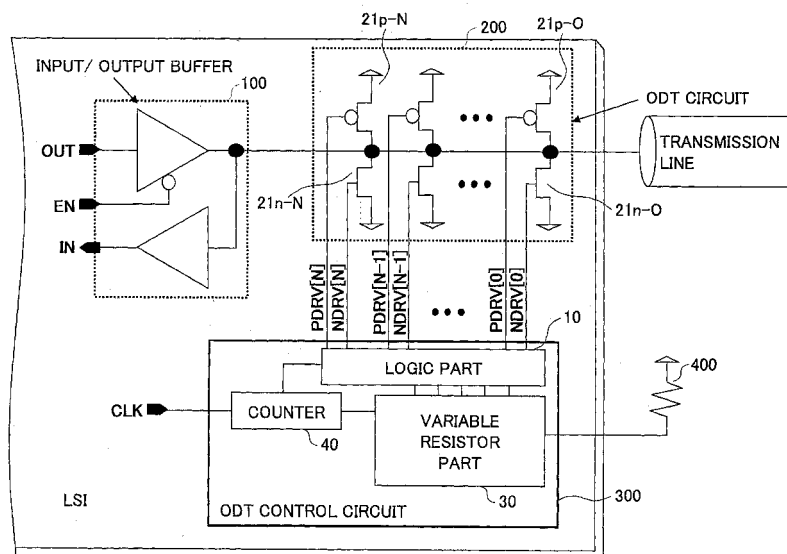 21p-N
200
21p-O
INPUT/ OUTPUT BUFFER
100
ODT CIRCUIT
OUT
TRANSMISSION
LINE
21n-N
21n-O
EN
IN
PDRV[N]
NDRV[N]
PDRV[N-1]
NDRV[N-1]
PDRV[0]
NDRV[0]
10
LOGIC PART
400
CLK
COUNTER
40
VARIABLE
RESISTOR
PART
30
300
LSI
ODT CONTROL CIRCUIT